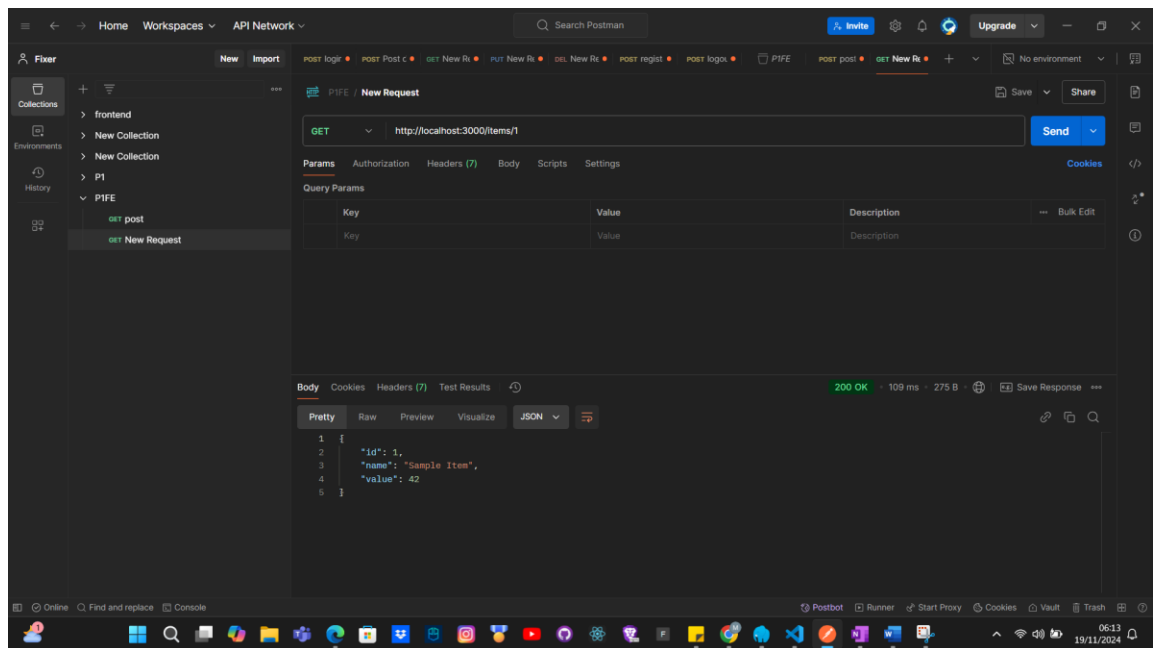 Home Workspaces API Network Search Postman Invite Upgrade
Fixer New Import POST login POST Post c GET New Re PUT New Re DEL New Re POST regist POST logou P1FE POST post GET New Re No environment
Collections
Environments
History
frontend
New Collection
New Collection
P1
P1FE
GET post
GET New Request
P1FE / New Request Save Share
GET http://localhost:3000/items/1 Send
Params Authorization Headers (7) Body Scripts Settings Cookies
Query Params
Key Value Description Bulk Edit
Key Value Description
Body Cookies Headers (7) Test Results 200 OK 109 ms 275 B Save Response
Pretty Raw Preview Visualize JSON
1 {
2 "id": 1,
3 "name": "Sample Item",
4 "value": 42
5 }
Online Find and replace Console Postbot Runner Start Proxy Cookies Vault Trash
06:13
19/11/2024